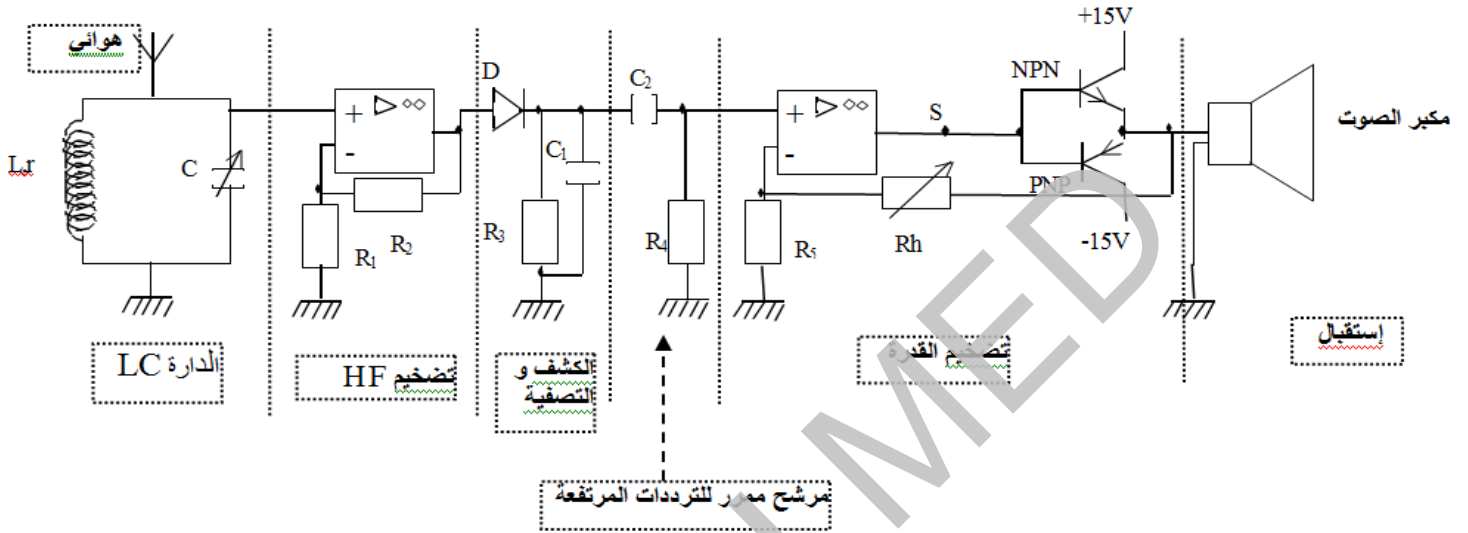 هوائي
L,r
C
+
-
R₁
R₂
D
C₁
R₃
C₂
R₄
+
-
S
R₅
Rh
NPN
PNP
+15V
-15V
مكبر الصوت
الدارة LC
تضخيم HF
الكشف و
التصفية
تضخيم القدرة
إستقبال
مرشح ممرر للترددات المرتفعة
IMED